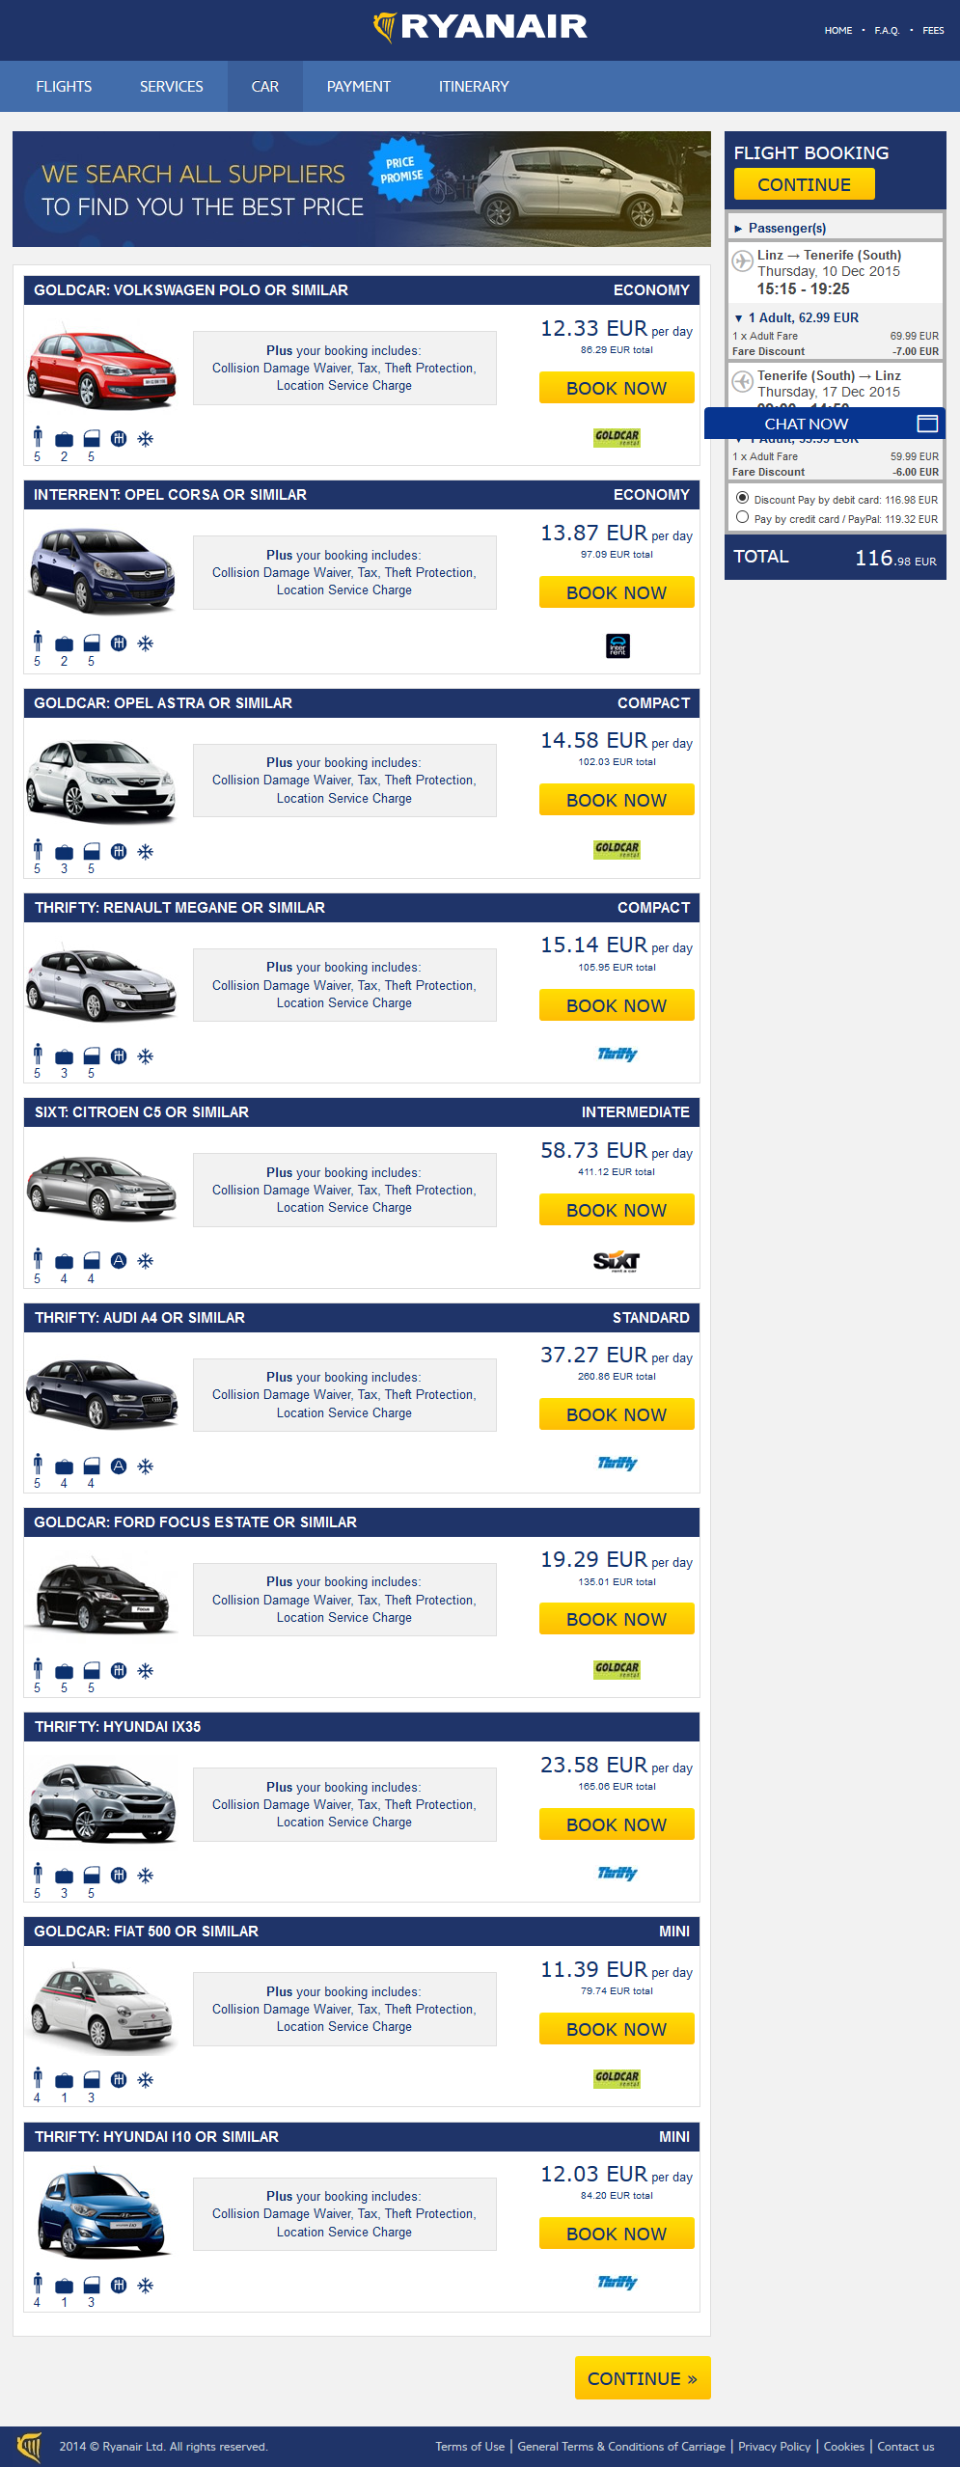 RYANAIR
HOME • F.A.Q. • FEES
FLIGHTS SERVICES CAR PAYMENT ITINERARY
WE SEARCH ALL SUPPLIERS
TO FIND YOU THE BEST PRICE
PRICE
PROMISE
GOLDCAR: VOLKSWAGEN POLO OR SIMILAR ECONOMY
12.33 EUR per day
86.29 EUR total
Plus your booking includes:
Collision Damage Waiver, Tax, Theft Protection,
Location Service Charge
BOOK NOW
GOLDCAR
rental
5 2 5
INTERRENT: OPEL CORSA OR SIMILAR ECONOMY
13.87 EUR per day
97.09 EUR total
Plus your booking includes:
Collision Damage Waiver, Tax, Theft Protection,
Location Service Charge
BOOK NOW
inter
rent
5 2 5
GOLDCAR: OPEL ASTRA OR SIMILAR COMPACT
14.58 EUR per day
102.03 EUR total
Plus your booking includes:
Collision Damage Waiver, Tax, Theft Protection,
Location Service Charge
BOOK NOW
GOLDCAR
rental
5 3 5
THRIFTY: RENAULT MEGANE OR SIMILAR COMPACT
15.14 EUR per day
105.95 EUR total
Plus your booking includes:
Collision Damage Waiver, Tax, Theft Protection,
Location Service Charge
BOOK NOW
Thrifty
5 3 5
SIXT: CITROEN C5 OR SIMILAR INTERMEDIATE
58.73 EUR per day
411.12 EUR total
Plus your booking includes:
Collision Damage Waiver, Tax, Theft Protection,
Location Service Charge
BOOK NOW
A
SIXT
rent a car
5 4 4
THRIFTY: AUDI A4 OR SIMILAR STANDARD
37.27 EUR per day
260.86 EUR total
Plus your booking includes:
Collision Damage Waiver, Tax, Theft Protection,
Location Service Charge
BOOK NOW
A
Thrifty
5 4 4
GOLDCAR: FORD FOCUS ESTATE OR SIMILAR
19.29 EUR per day
135.01 EUR total
Plus your booking includes:
Collision Damage Waiver, Tax, Theft Protection,
Location Service Charge
BOOK NOW
Focus
GOLDCAR
rental
5 5 5
THRIFTY: HYUNDAI IX35
23.58 EUR per day
165.06 EUR total
Plus your booking includes:
Collision Damage Waiver, Tax, Theft Protection,
Location Service Charge
BOOK NOW
Thrifty
5 3 5
GOLDCAR: FIAT 500 OR SIMILAR MINI
11.39 EUR per day
79.74 EUR total
Plus your booking includes:
Collision Damage Waiver, Tax, Theft Protection,
Location Service Charge
BOOK NOW
GOLDCAR
rental
4 1 3
THRIFTY: HYUNDAI I10 OR SIMILAR MINI
12.03 EUR per day
84.20 EUR total
Plus your booking includes:
Collision Damage Waiver, Tax, Theft Protection,
Location Service Charge
BOOK NOW
Thrifty
4 1 3
CONTINUE »
FLIGHT BOOKING
CONTINUE
► Passenger(s)
Linz → Tenerife (South)
Thursday, 10 Dec 2015
15:15 - 19:25
▼ 1 Adult, 62.99 EUR
1 x Adult Fare 69.99 EUR
Fare Discount -7.00 EUR
Tenerife (South) → Linz
Thursday, 17 Dec 2015
CHAT NOW
▼ 1 Adult, 53.99 EUR
1 x Adult Fare 59.99 EUR
Fare Discount -6.00 EUR
Discount Pay by debit card: 116.98 EUR
Pay by credit card / PayPal: 119.32 EUR
TOTAL 116.98 EUR
2014 © Ryanair Ltd. All rights reserved.
Terms of Use | General Terms & Conditions of Carriage | Privacy Policy | Cookies | Contact us